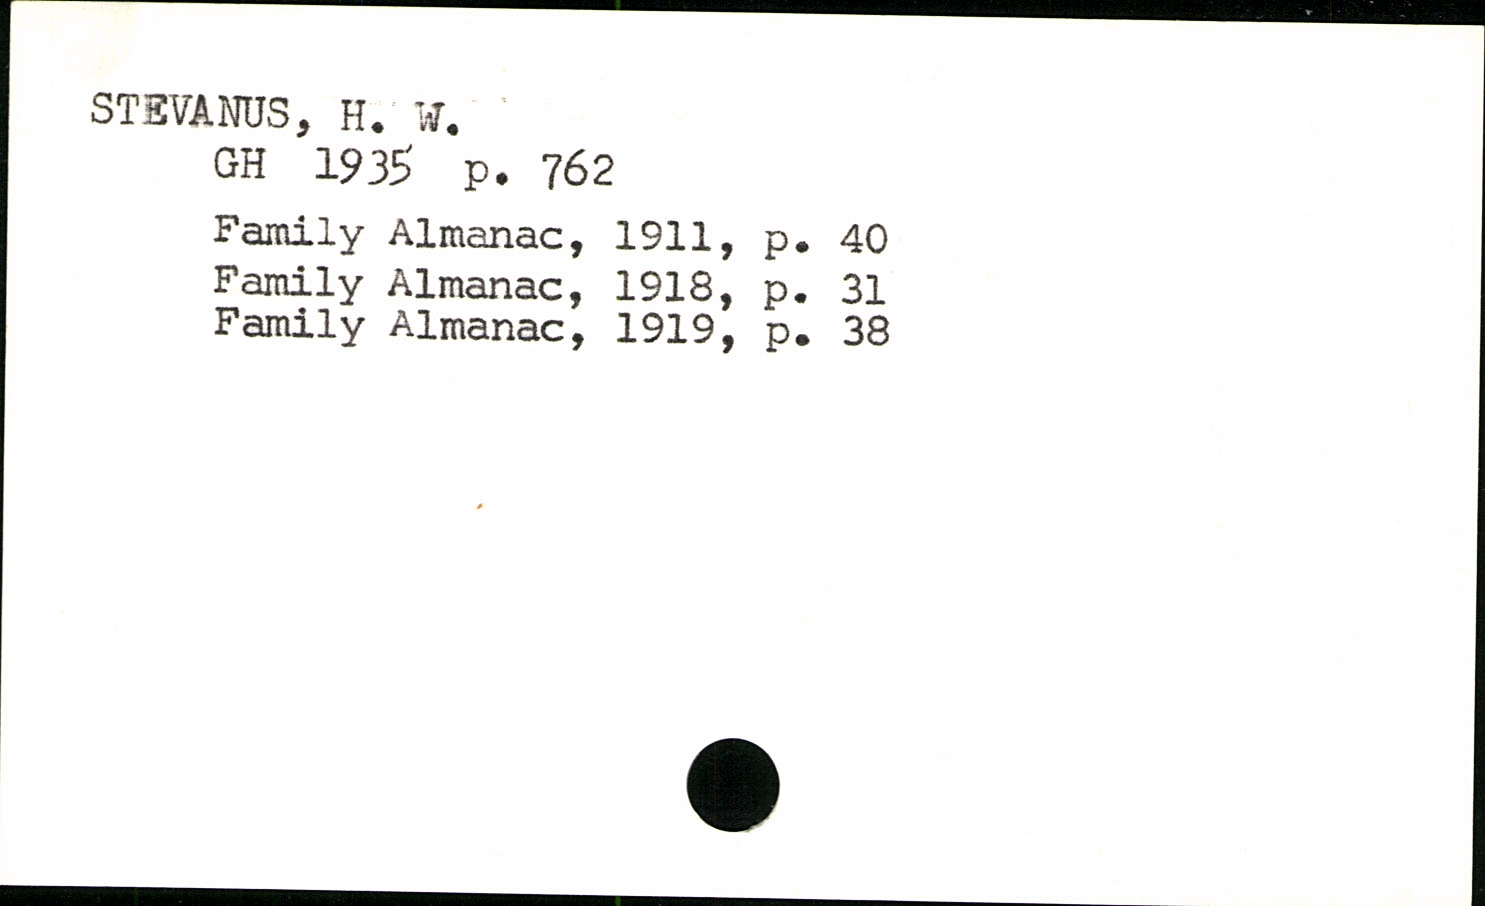 STEVANUS, H. W.
GH 1935 p. 762
Family Almanac, 1911, p. 40
Family Almanac, 1918, p. 31
Family Almanac, 1919, p. 38